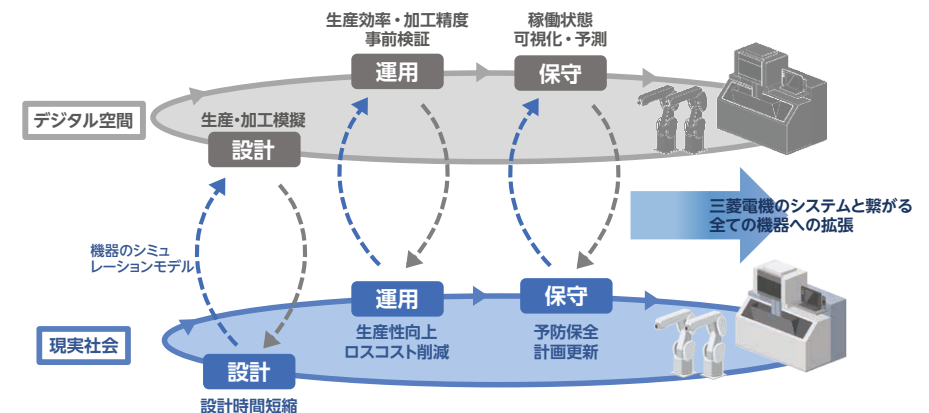 生産効率・加工精度
事前検証
運用
稼働状態
可視化・予測
保守
デジタル空間
生産・加工模擬
設計
三菱電機のシステムと繋がる
全ての機器への拡張
機器のシミュ
レーションモデル
運用
生産性向上
ロスコスト削減
保守
予防保全
計画更新
現実社会
設計
設計時間短縮